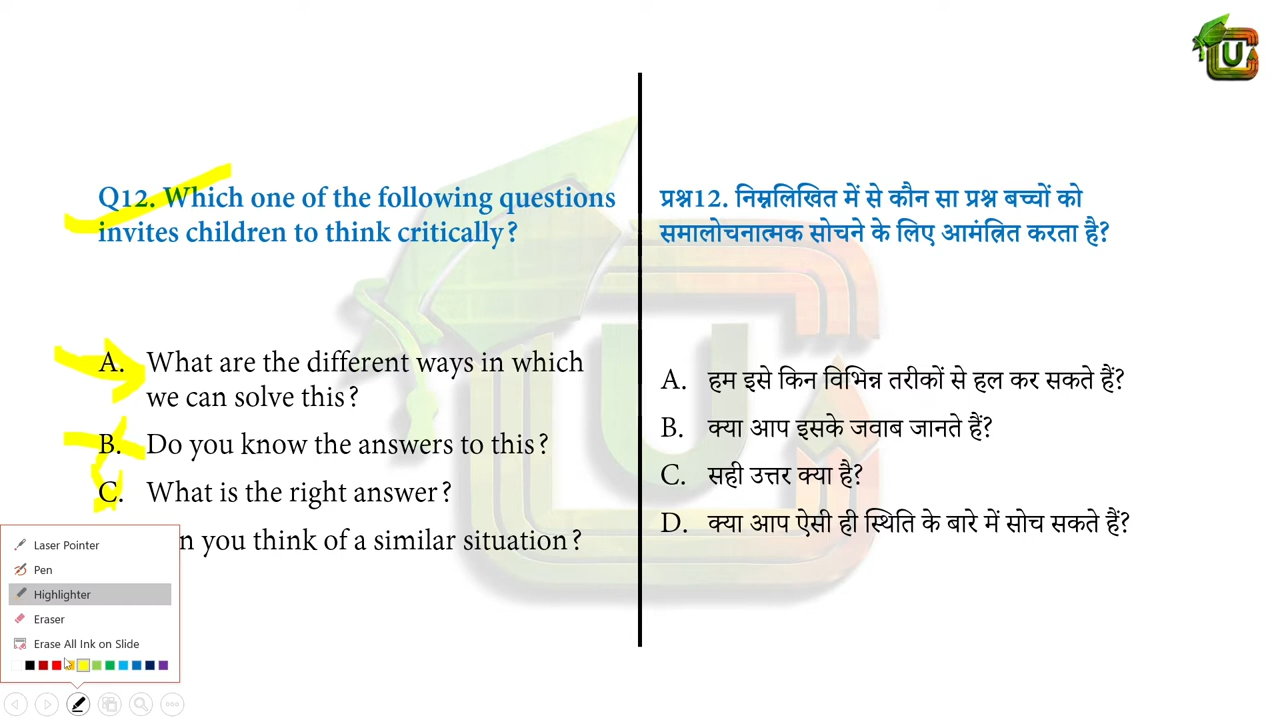 U
Q12. Which one of the following questions
invites children to think critically?
A. What are the different ways in which
we can solve this?
B. Do you know the answers to this?
C. What is the right answer?
n you think of a similar situation?
प्रश्न12. निम्नलिखित में से कौन सा प्रश्न बच्चों को
समालोचनात्मक सोचने के लिए आमंत्रित करता है?
A. हम इसे किन विभिन्न तरीकों से हल कर सकते हैं?
B. क्या आप इसके जवाब जानते हैं?
C. सही उत्तर क्या है?
D. क्या आप ऐसी ही स्थिति के बारे में सोच सकते हैं?
Laser Pointer
Pen
Highlighter
Eraser
Erase All Ink on Slide